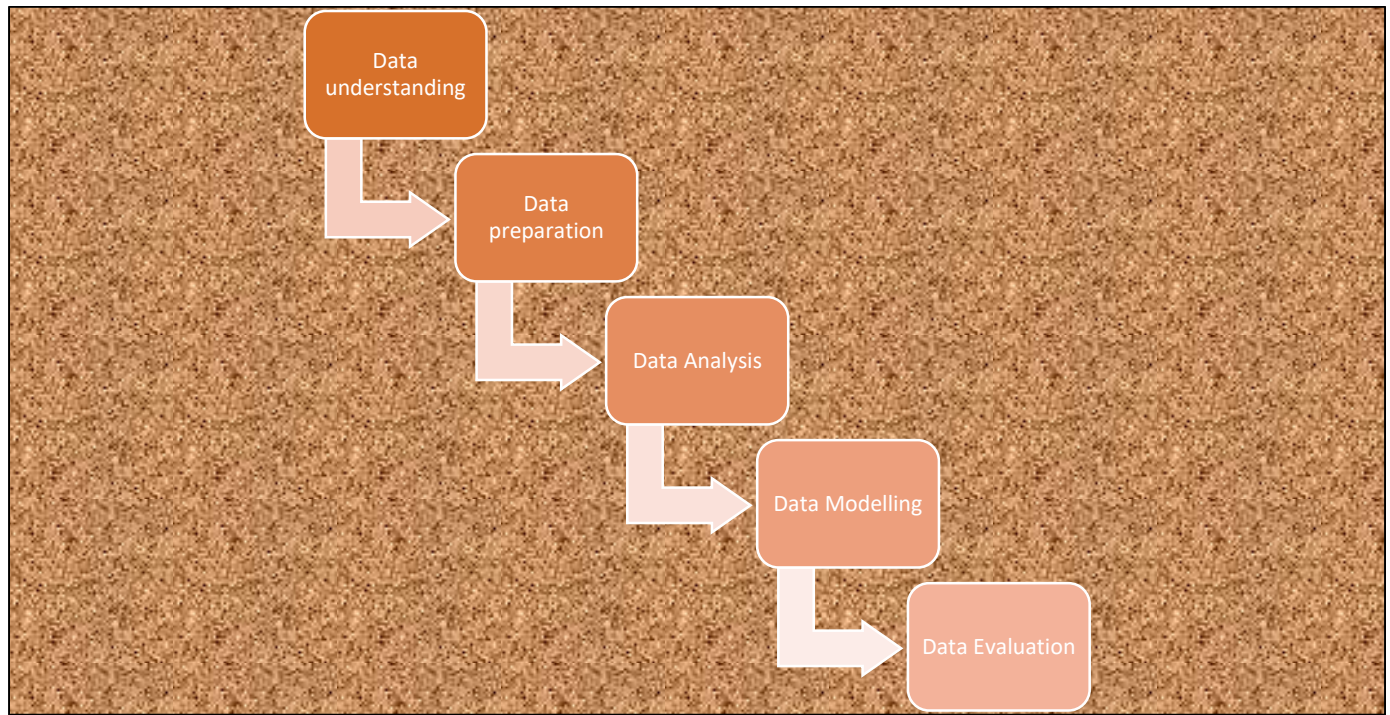 Data
understanding
Data
preparation
Data Analysis
Data Modelling
Data Evaluation